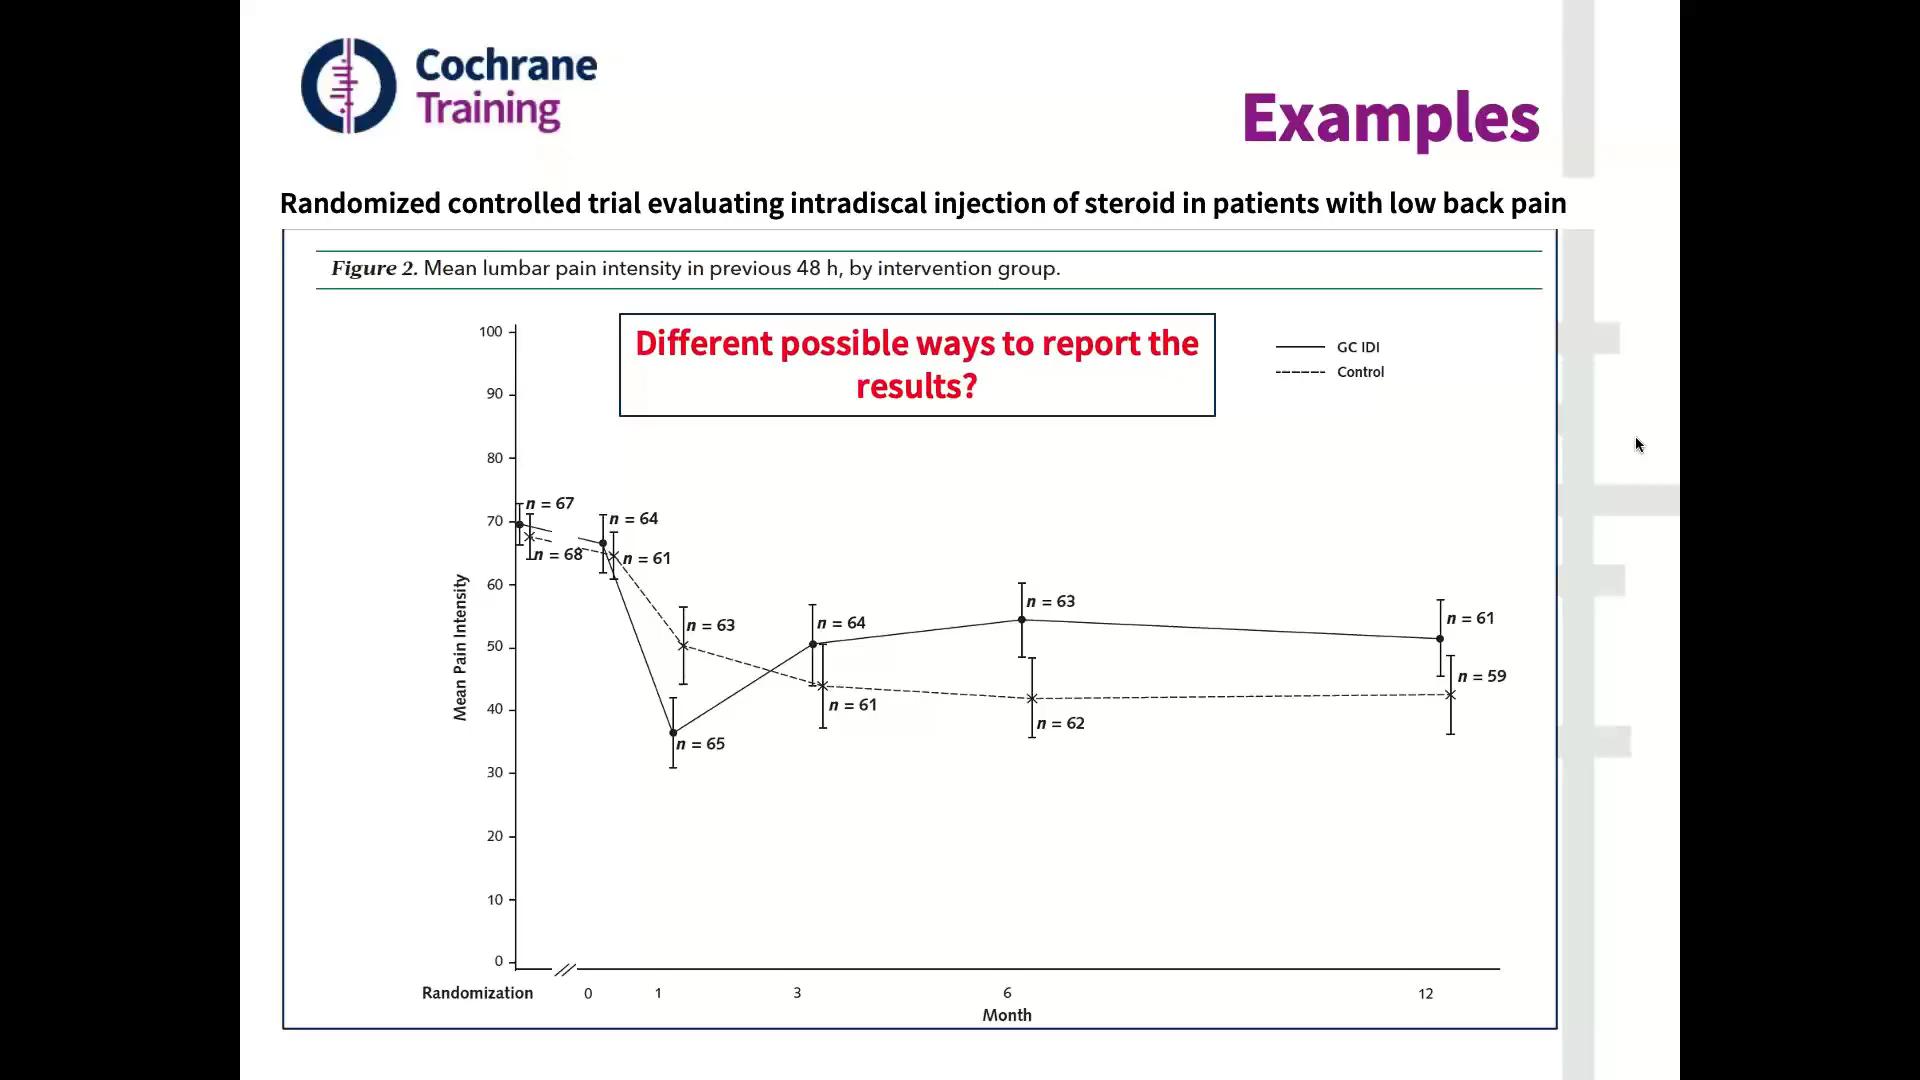 Cochrane
Training
Examples
Randomized controlled trial evaluating intradiscal injection of steroid in patients with low back pain
Figure 2. Mean lumbar pain intensity in previous 48 h, by intervention group.
Different possible ways to report the
results?
GC IDI
Control
Mean Pain Intensity
100
90
80
70
60
50
40
30
20
10
0
n = 67
n = 68
n = 64
n = 61
n = 63
n = 65
n = 64
n = 61
n = 63
n = 62
n = 61
n = 59
Randomization
0
1
3
6
12
Month